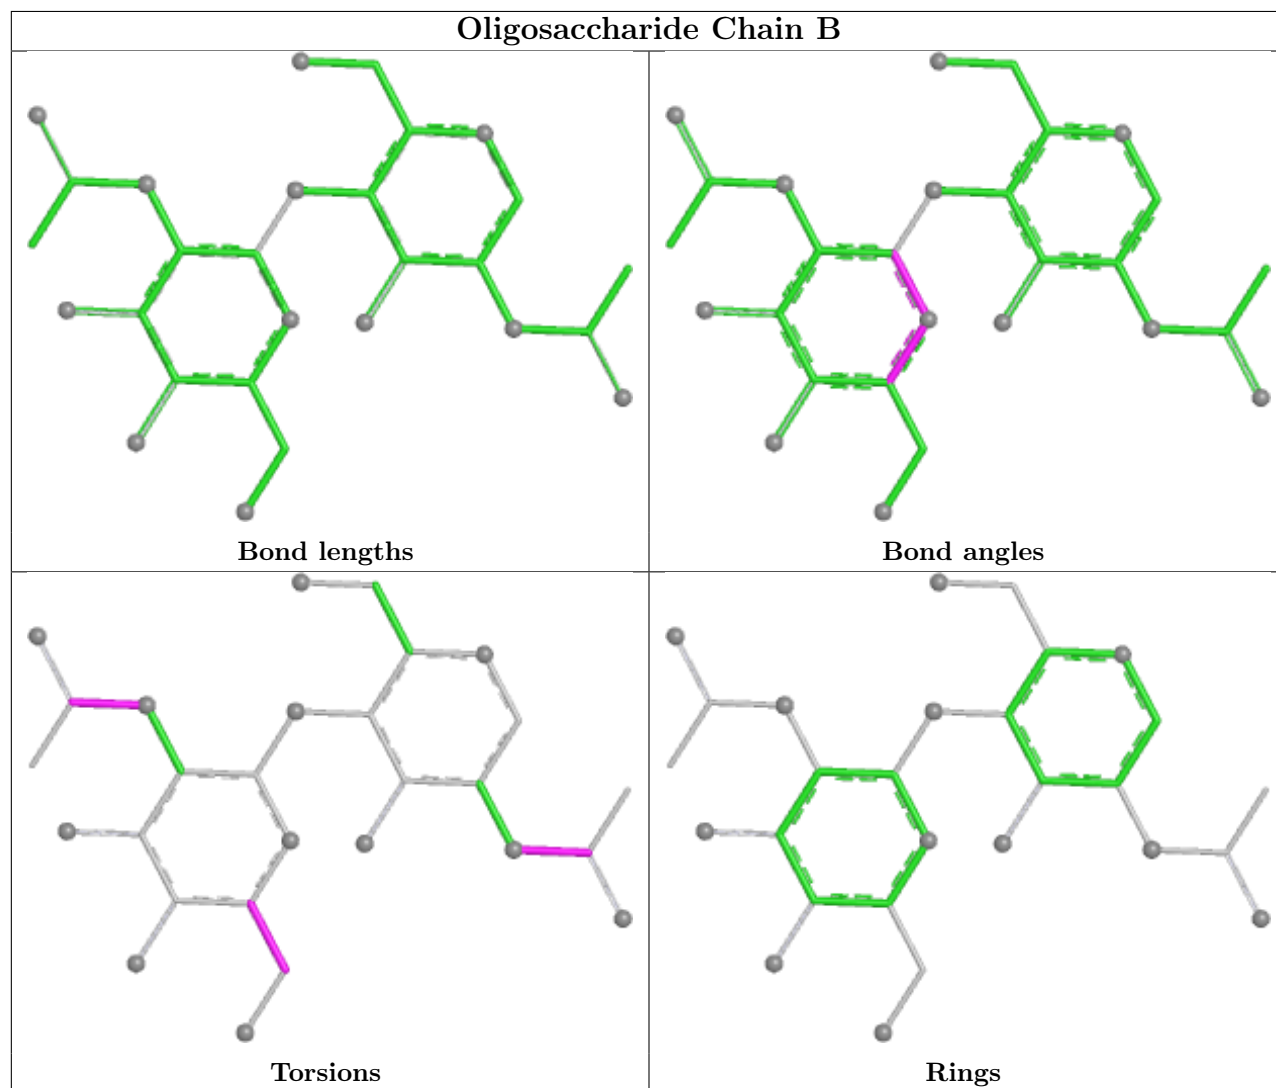 Oligosaccharide Chain B
Bond lengths
Bond angles
Torsions
Rings